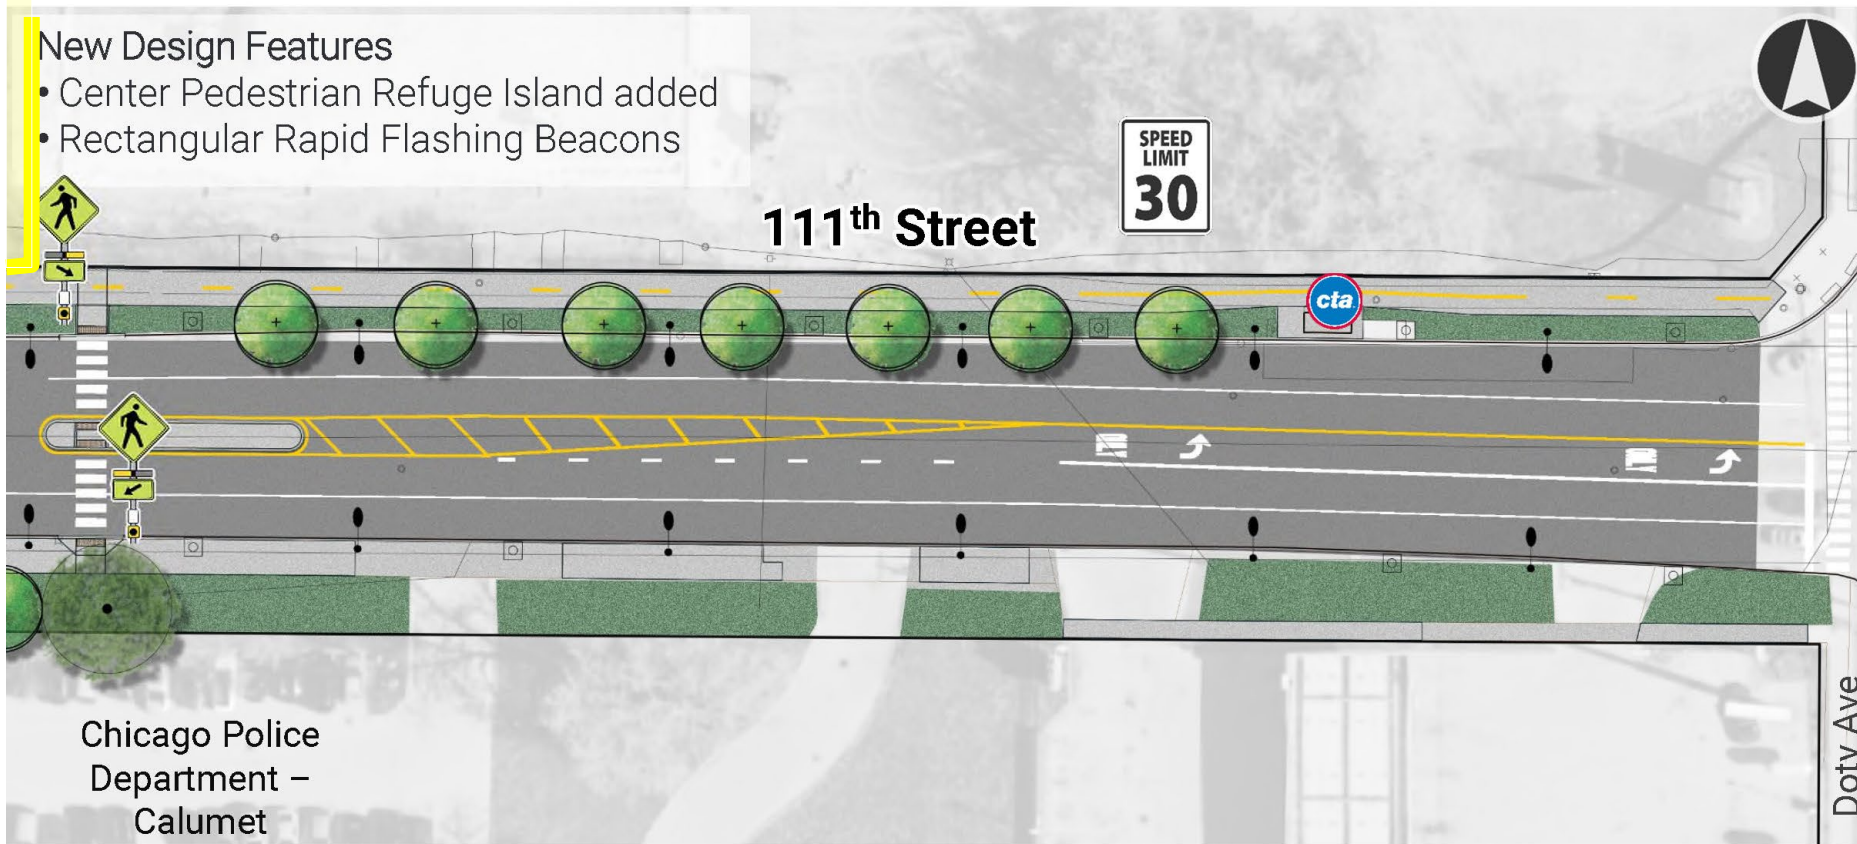 New Design Features
• Center Pedestrian Refuge Island added
• Rectangular Rapid Flashing Beacons
SPEED
LIMIT
30
111th Street
cta
Chicago Police
Department –
Calumet
Doty Ave